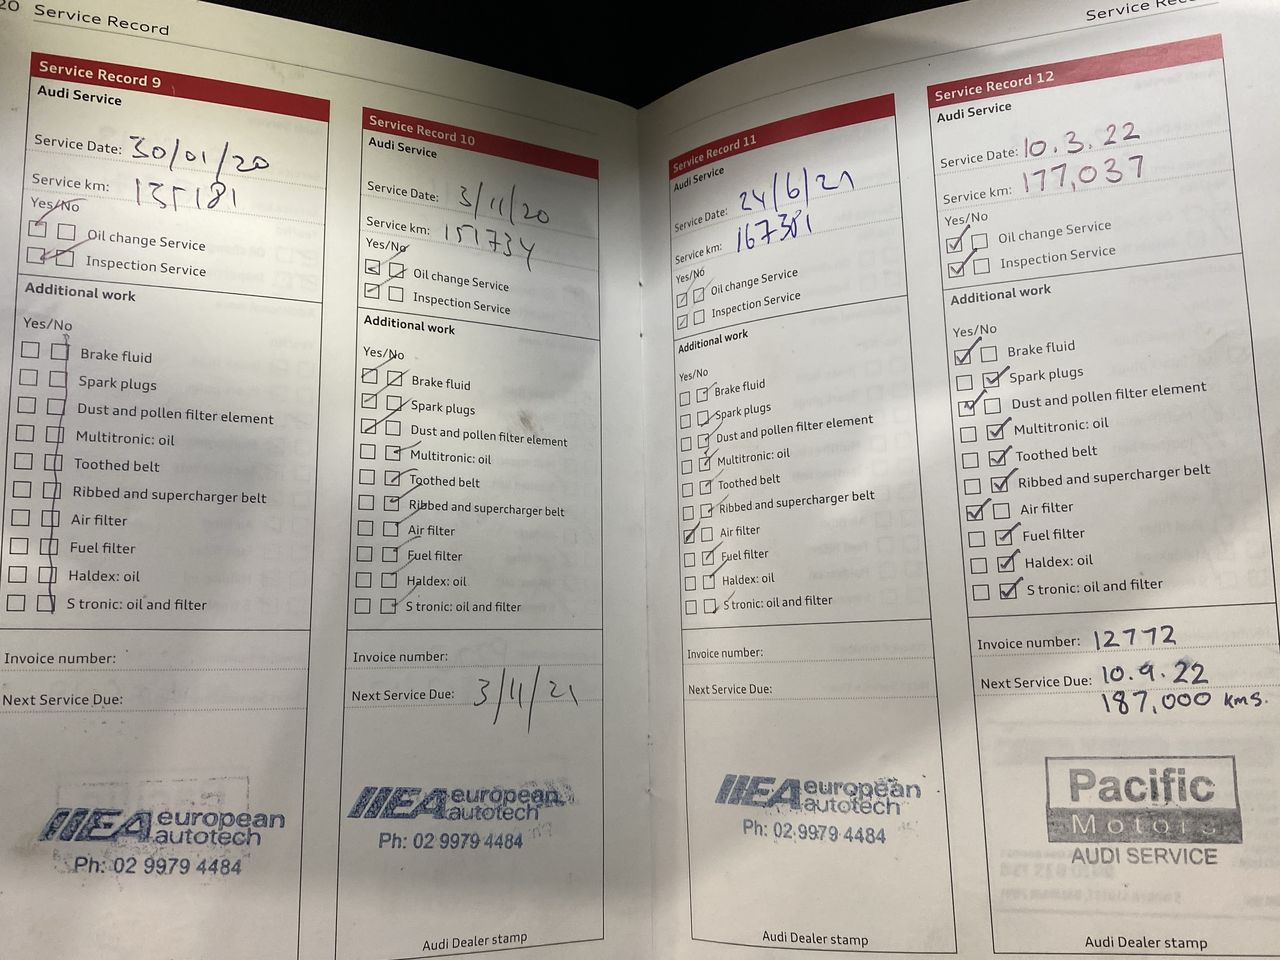 20 Service Record
Service Record 9
Audi Service
Service Date: 30/01/20
Service km: 135181
Yes/No
Oil change Service
Inspection Service
Additional work
Yes/No
Brake fluid
Spark plugs
Dust and pollen filter element
Multitronic: oil
Toothed belt
Ribbed and supercharger belt
Air filter
Fuel filter
Haldex: oil
S tronic: oil and filter
Invoice number:
Next Service Due:
european
autotech
Ph: 02 9979 4484
Service Record 10
Audi Service
Service Date: 3/11/20
Service km: 151734
Yes/No
Oil change Service
Inspection Service
Additional work
Yes/No
Brake fluid
Spark plugs
Dust and pollen filter element
Multitronic: oil
Toothed belt
Ribbed and supercharger belt
Air filter
Fuel filter
Haldex: oil
S tronic: oil and filter
Invoice number:
Next Service Due: 3/11/21
european
autotech
Ph: 02 9979 4484
Audi Dealer stamp
Service
Service Record 11
Audi Service
Service Date: 24/6/21
Service km: 167381
Yes/No
Oil change Service
Inspection Service
Additional work
Yes/No
Brake fluid
Spark plugs
Dust and pollen filter element
Multitronic: oil
Toothed belt
Ribbed and supercharger belt
Air filter
Fuel filter
Haldex: oil
S tronic: oil and filter
Invoice number:
Next Service Due:
european
autotech
Ph: 02 9979 4484
Audi Dealer stamp
Service Record 12
Audi Service
Service Date: 10.3.22
Service km: 177,037
Yes/No
Oil change Service
Inspection Service
Additional work
Yes/No
Brake fluid
Spark plugs
Dust and pollen filter element
Multitronic: oil
Toothed belt
Ribbed and supercharger belt
Air filter
Fuel filter
Haldex: oil
S tronic: oil and filter
Invoice number: 12772
Next Service Due: 10.9.22
187,000 kms.
Pacific
Motors
AUDI SERVICE
Audi Dealer stamp